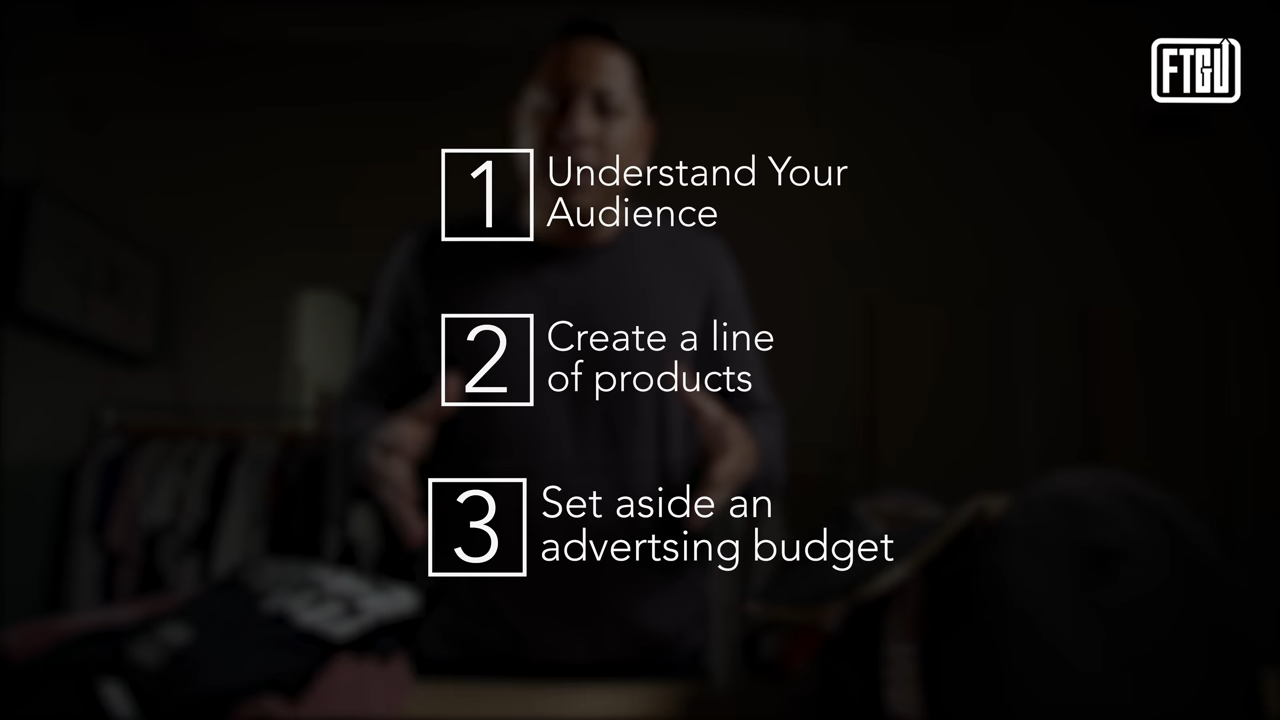 FTGU
1
Understand Your
Audience
2
Create a line
of products
3
Set aside an
advertsing budget